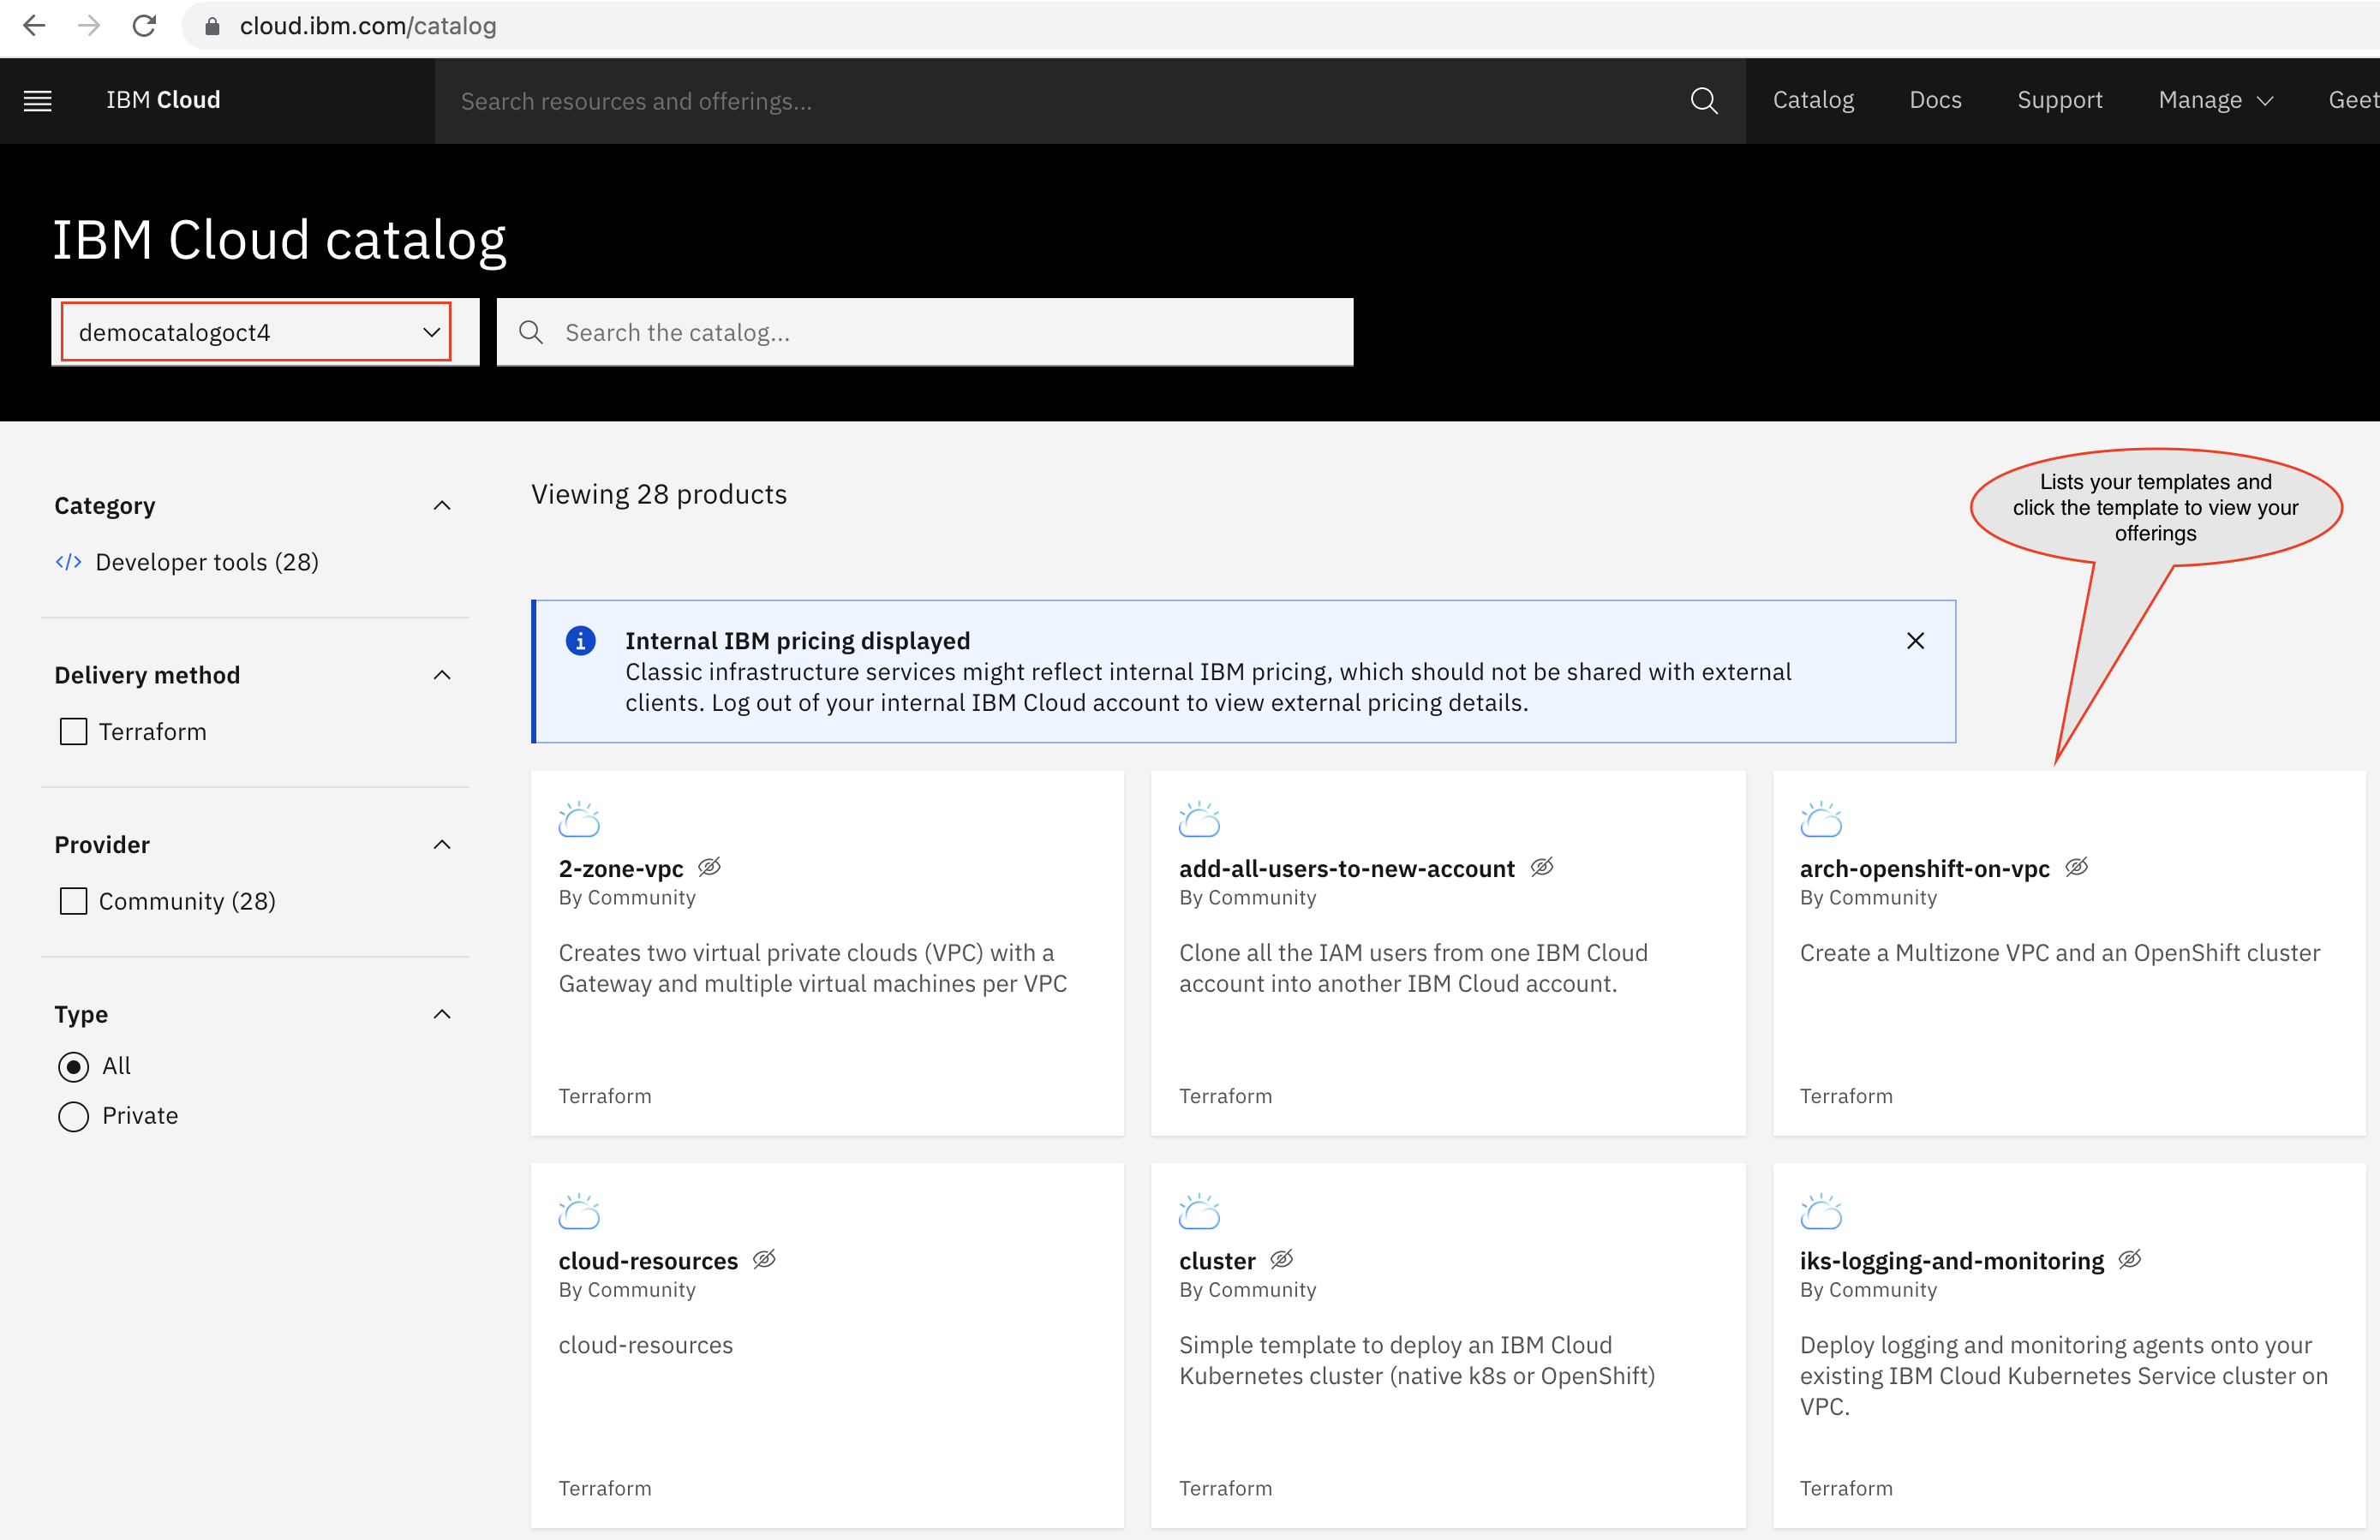 cloud.ibm.com/catalog
IBM Cloud
Search resources and offerings...
Catalog
Docs
Support
Manage
Geet
IBM Cloud catalog
democatalogoct4
Search the catalog...
Category
Developer tools (28)
Delivery method
Terraform
Provider
Community (28)
Type
All
Private
Viewing 28 products
Lists your templates and
click the template to view your
offerings
Internal IBM pricing displayed
Classic infrastructure services might reflect internal IBM pricing, which should not be shared with external
clients. Log out of your internal IBM Cloud account to view external pricing details.
2-zone-vpc
By Community
Creates two virtual private clouds (VPC) with a
Gateway and multiple virtual machines per VPC
Terraform
add-all-users-to-new-account
By Community
Clone all the IAM users from one IBM Cloud
account into another IBM Cloud account.
Terraform
arch-openshift-on-vpc
By Community
Create a Multizone VPC and an OpenShift cluster
Terraform
cloud-resources
By Community
cloud-resources
Terraform
cluster
By Community
Simple template to deploy an IBM Cloud
Kubernetes cluster (native k8s or OpenShift)
Terraform
iks-logging-and-monitoring
By Community
Deploy logging and monitoring agents onto your
existing IBM Cloud Kubernetes Service cluster on
VPC.
Terraform